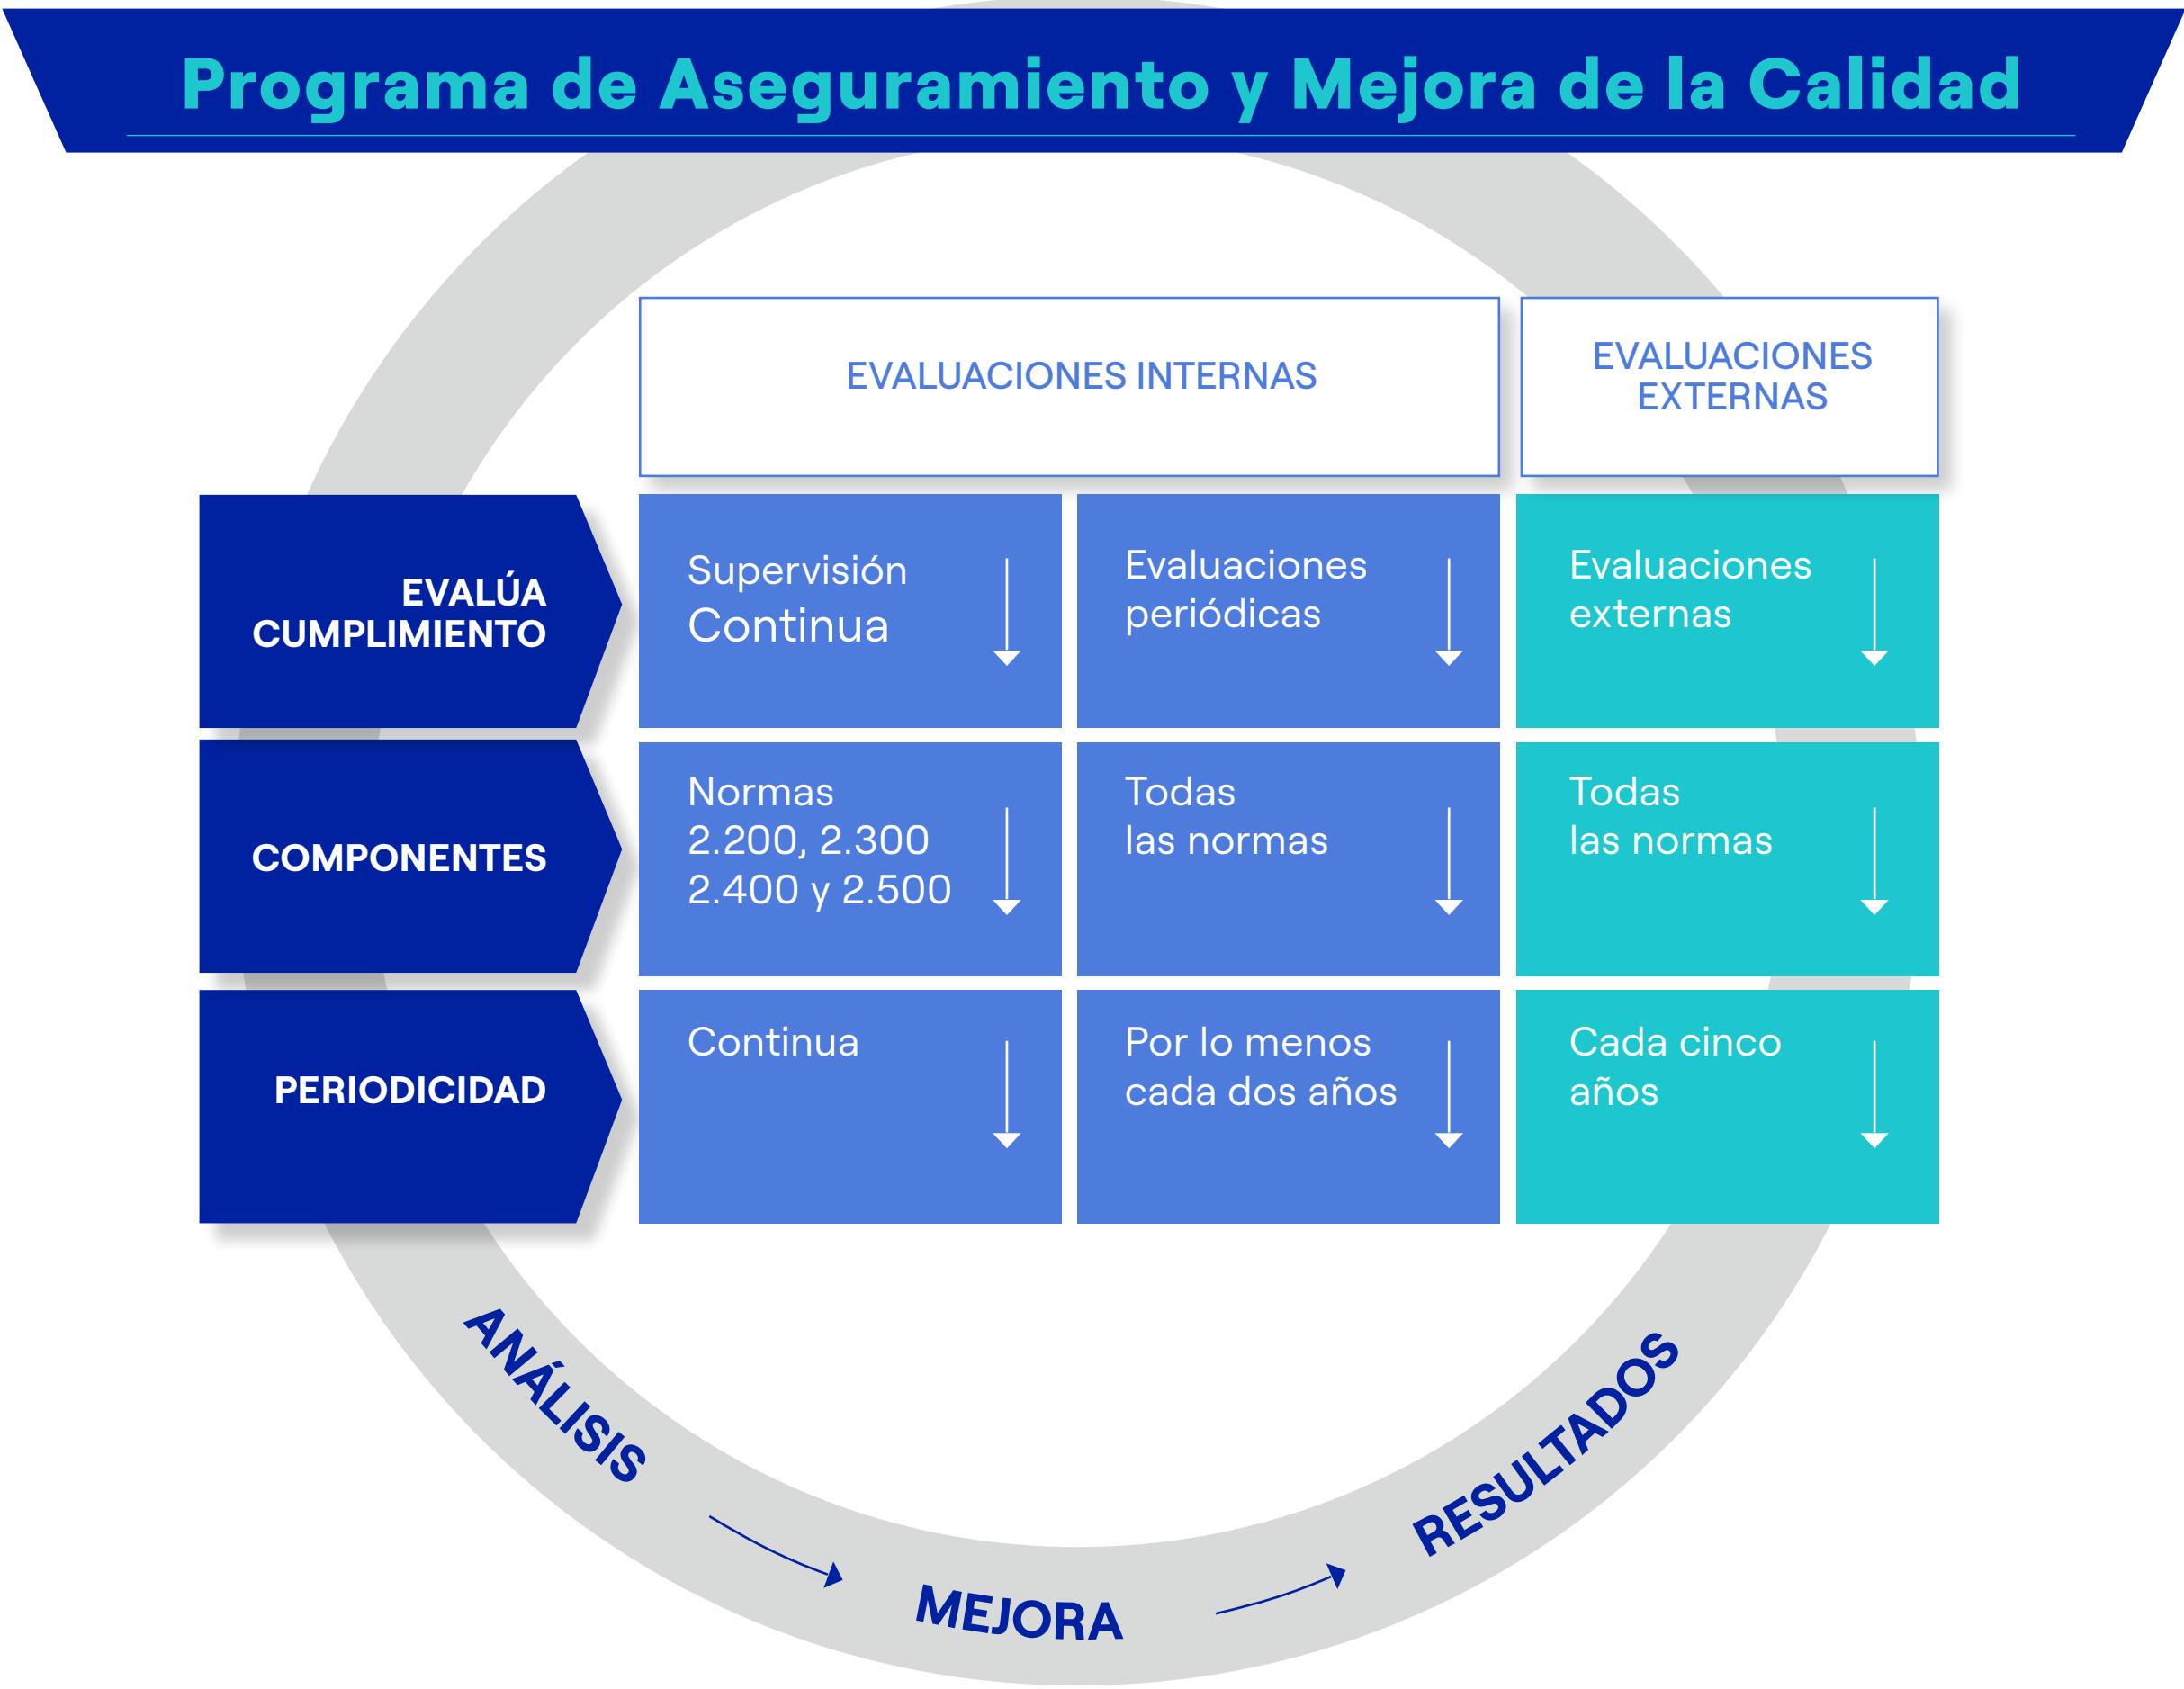 Programa de Aseguramiento y Mejora de la Calidad
EVALUACIONES INTERNAS
EVALUACIONES
EXTERNAS
EVALÚA
CUMPLIMIENTO
Supervisión
Continua
Evaluaciones
periódicas
Evaluaciones
externas
COMPONENTES
Normas
2.200, 2.300
2.400 y 2.500
Todas
las normas
Todas
las normas
PERIODICIDAD
Continua
Por lo menos
cada dos años
Cada cinco
años
ANÁLISIS
MEJORA
RESULTADOS